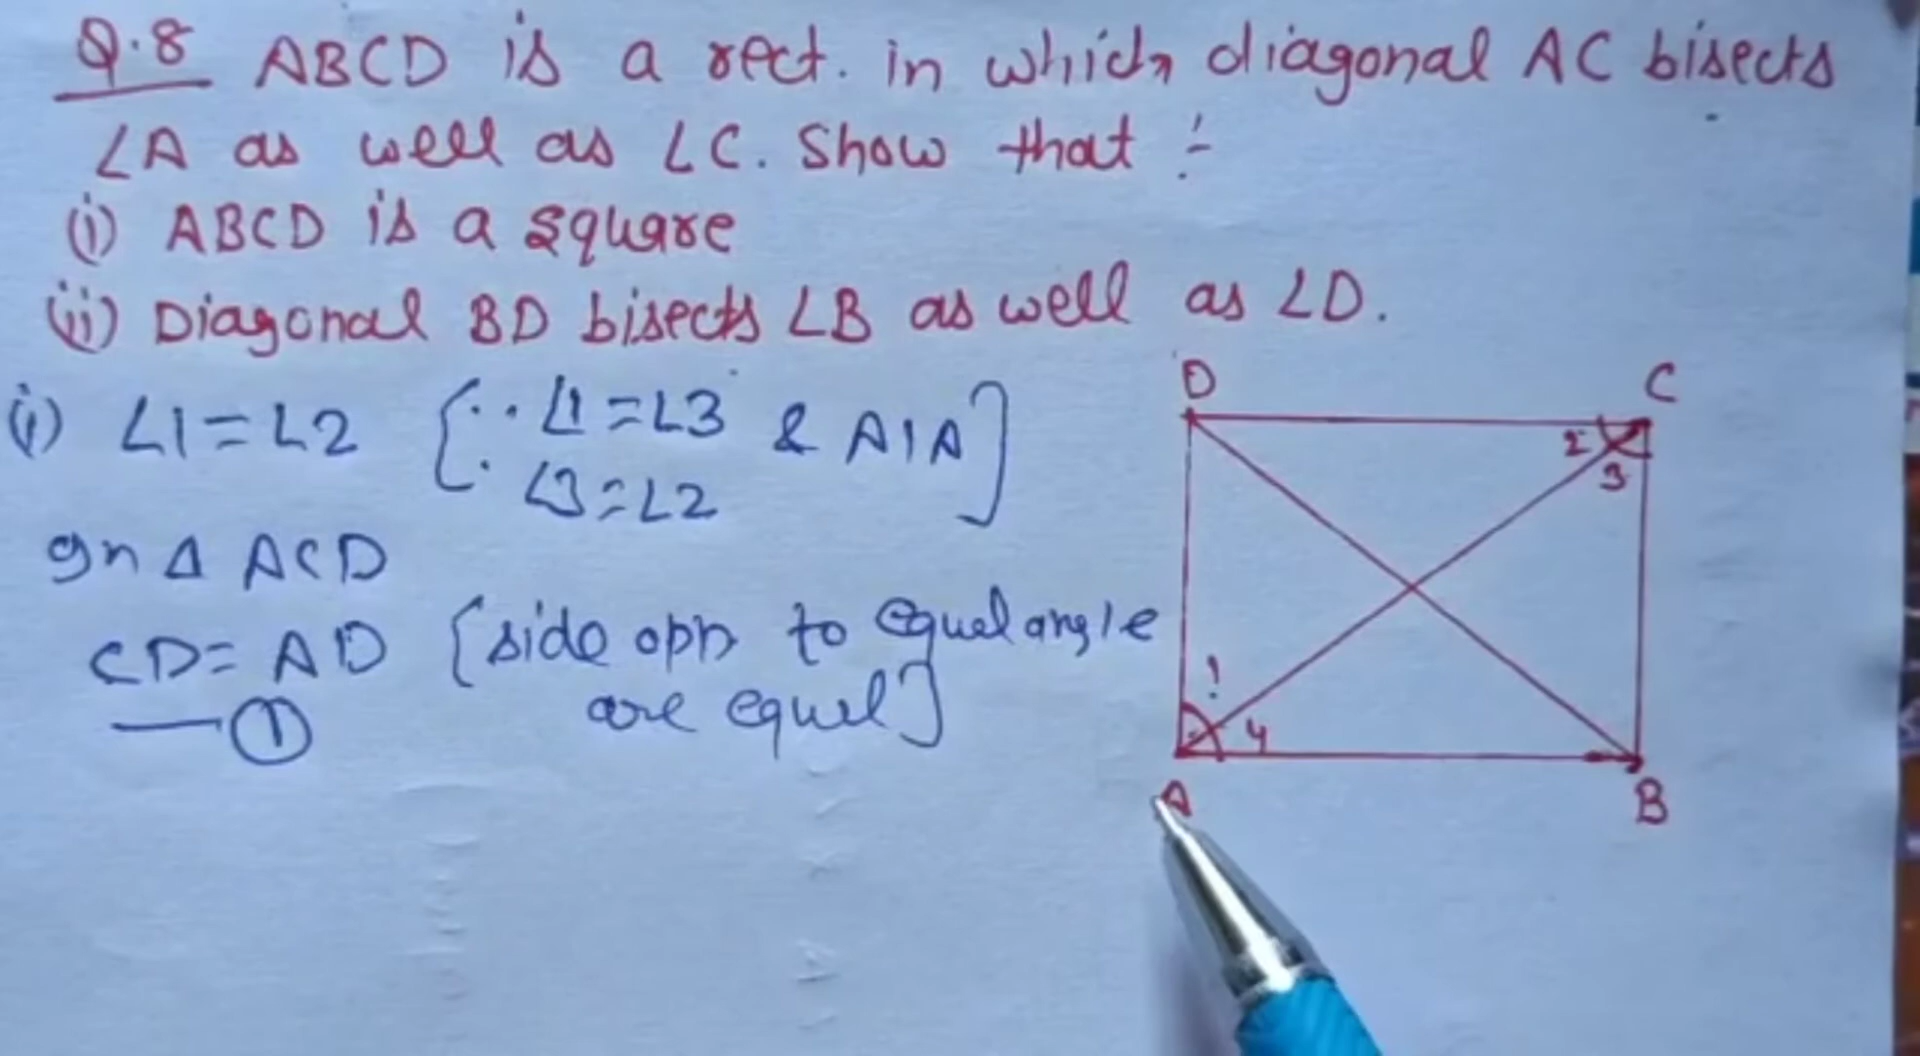 Q.8 ABCD is a rect. in which diagonal AC bisects
∠A as well as ∠C. Show that :-
(i) ABCD is a square
(ii) Diagonal BD bisects ∠B as well as ∠D.
(i) ∠1=∠2 [∵ ∠1=∠3 & AIA]
∠3=∠2
In Δ ACD
CD=AD [side opp to equal angle
are equal]
—①
D
C
2
3
1
4
A
B